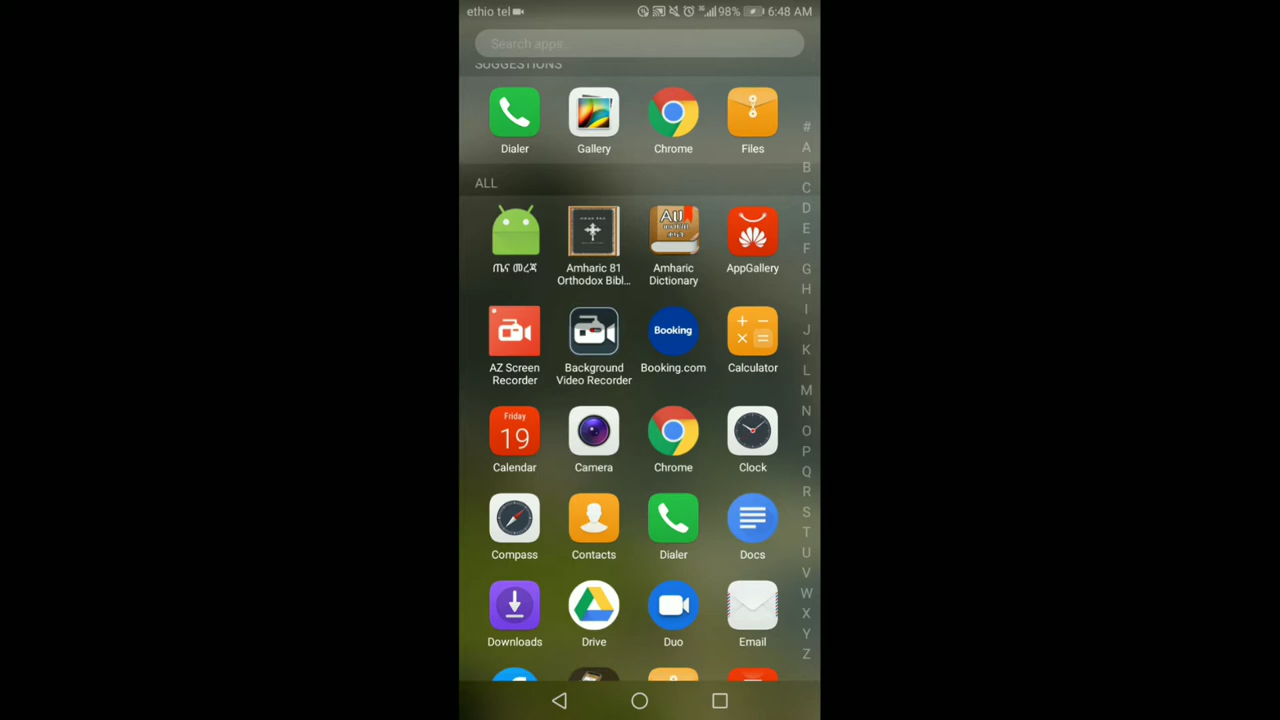 ethio tel 98% 6:48 AM
Search apps...
SUGGESTIONS
Dialer Gallery Chrome Files
ALL
ጤና መረጃ Amharic 81 Orthodox Bibl... Amharic Dictionary AppGallery
AZ Screen Recorder Background Video Recorder Booking Booking.com Calculator
Friday
19
Calendar Camera Chrome Clock
Compass Contacts Dialer Docs
Downloads Drive Duo Email
#
A
B
C
D
E
F
G
H
I
J
K
L
M
N
O
P
Q
R
S
T
U
V
W
X
Y
Z